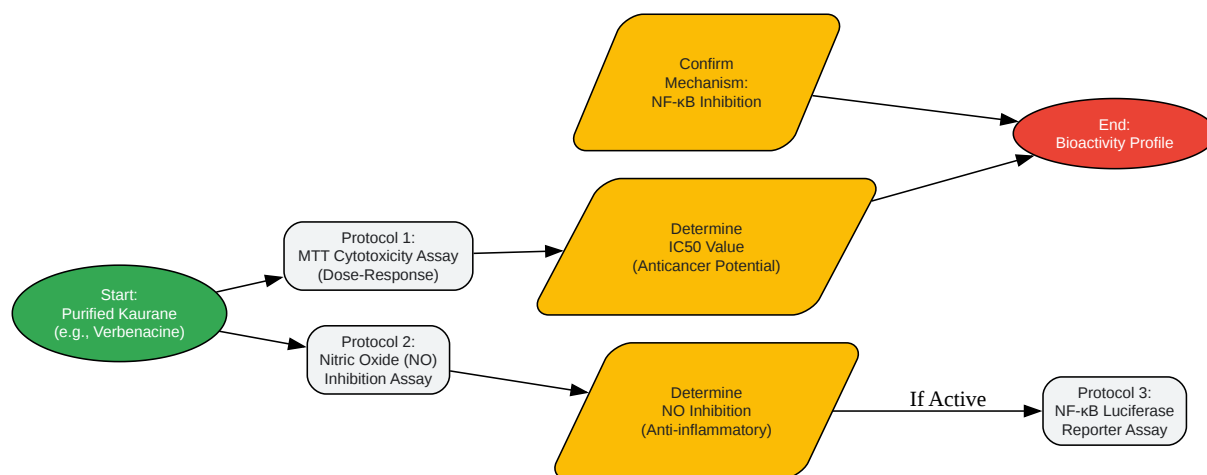 Confirm
Mechanism:
NF-κB Inhibition
End:
Bioactivity Profile
Determine
IC50 Value
(Anticancer Potential)
Protocol 1:
MTT Cytotoxicity Assay
(Dose-Response)
Start:
Purified Kaurane
(e.g., Verbenacine)
Protocol 2:
Nitric Oxide (NO)
Inhibition Assay
Determine
NO Inhibition
(Anti-inflammatory)
If Active
Protocol 3:
NF-κB Luciferase
Reporter Assay